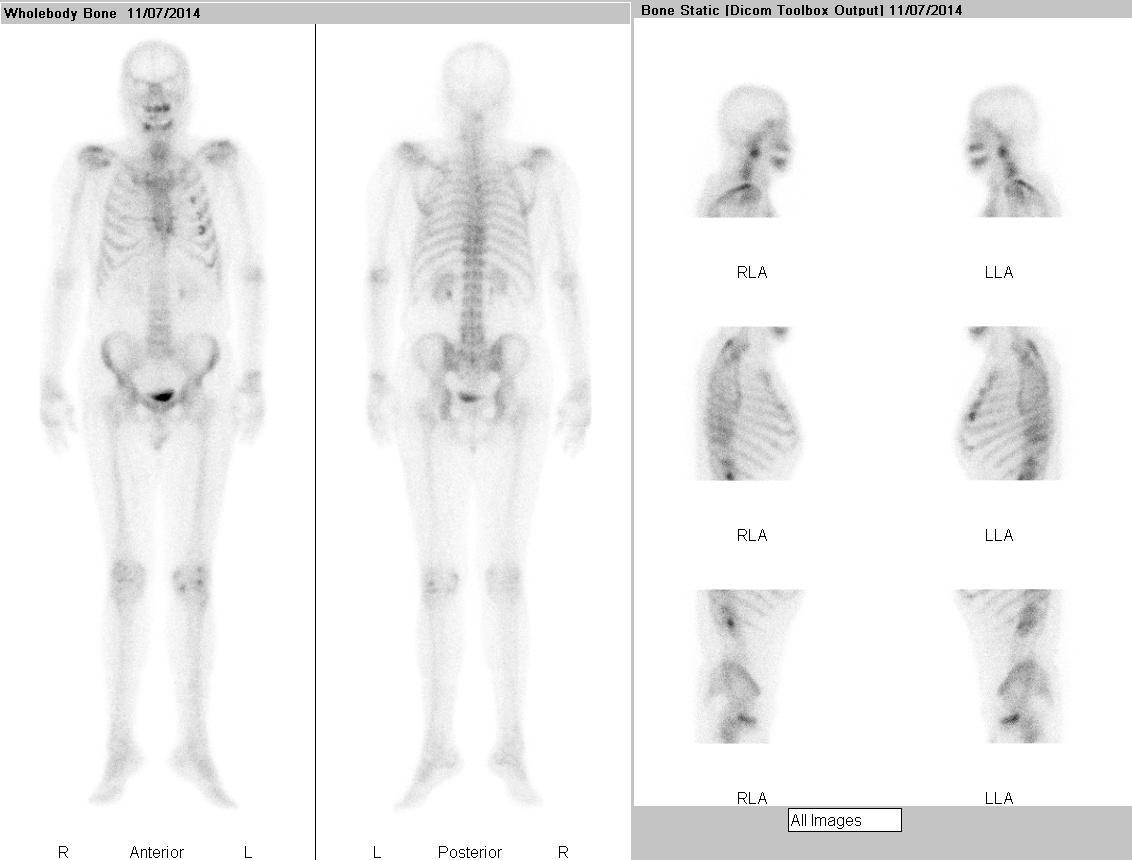 Wholebody Bone 11/07/2014
Bone Static [Dicom Toolbox Output] 11/07/2014
RLA LLA
RLA LLA
RLA LLA
All Images
R Anterior L L Posterior R